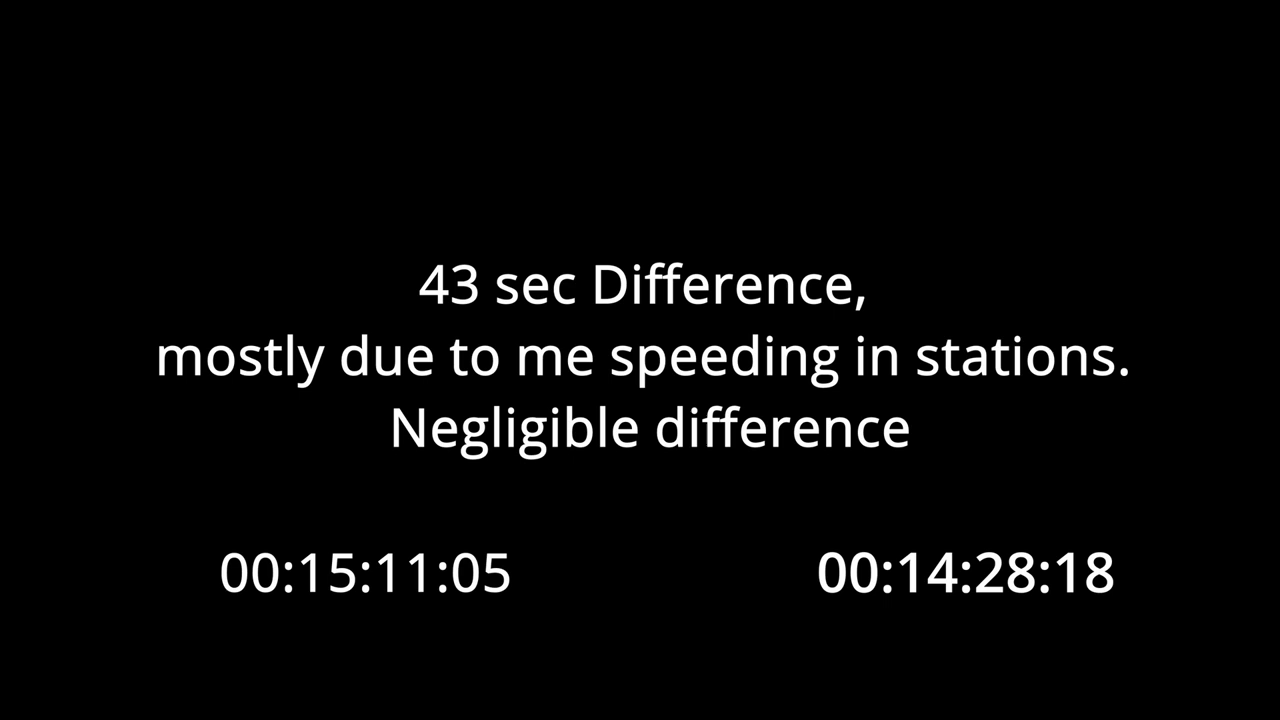 43 sec Difference,
mostly due to me speeding in stations.
Negligible difference
00:15:11:05 00:14:28:18